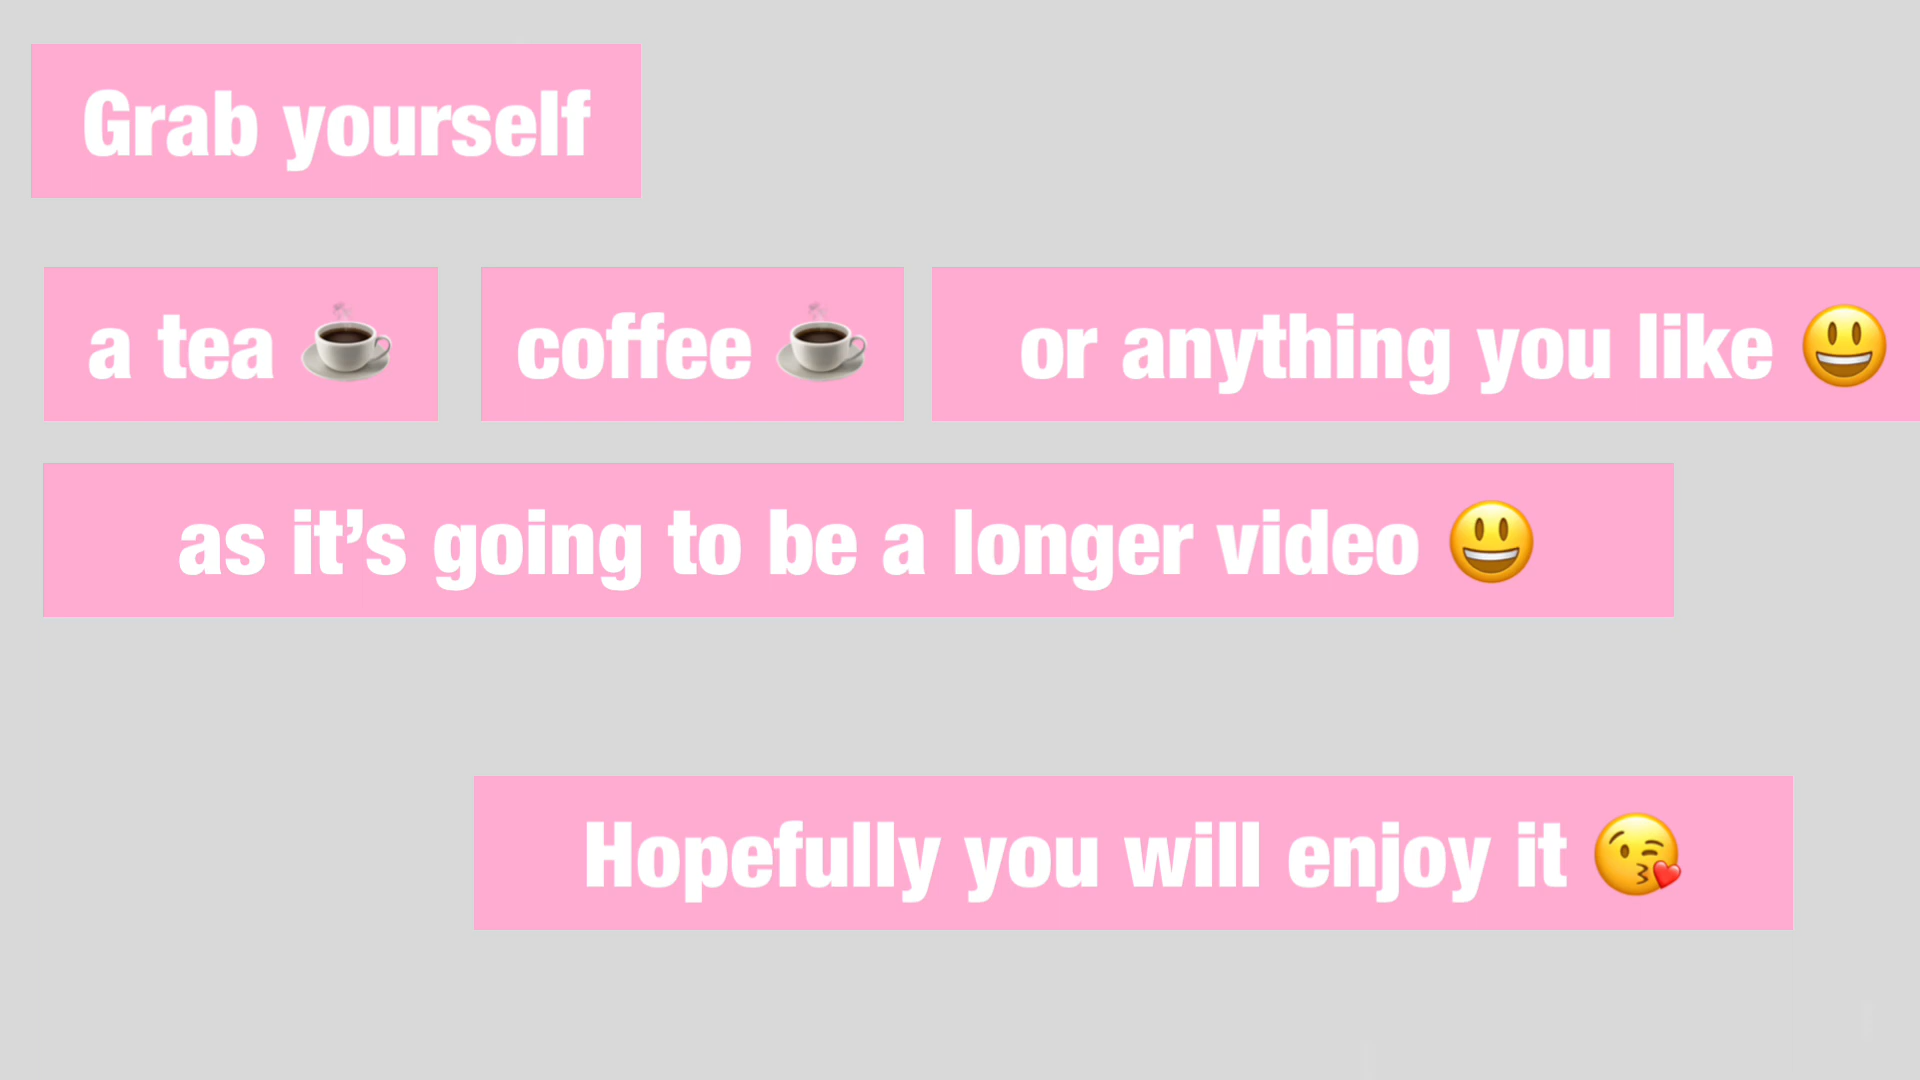 Grab yourself
a tea ☕ coffee ☕ or anything you like 😃
as it’s going to be a longer video 😃
Hopefully you will enjoy it 😘